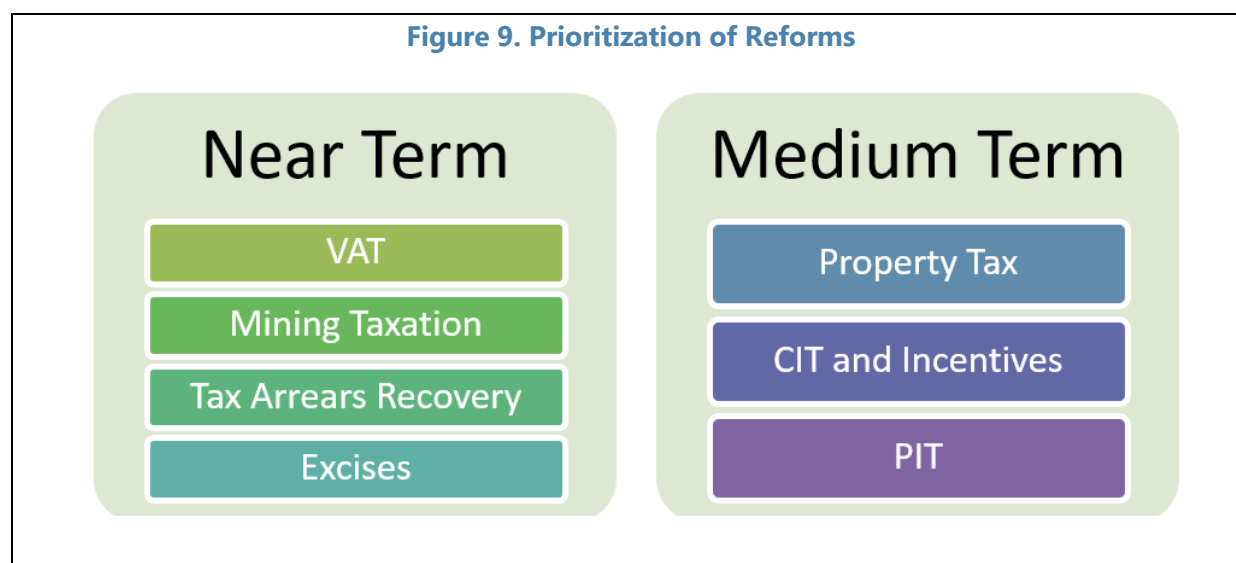 Figure 9. Prioritization of Reforms
Near Term
VAT
Mining Taxation
Tax Arrears Recovery
Excises
Medium Term
Property Tax
CIT and Incentives
PIT